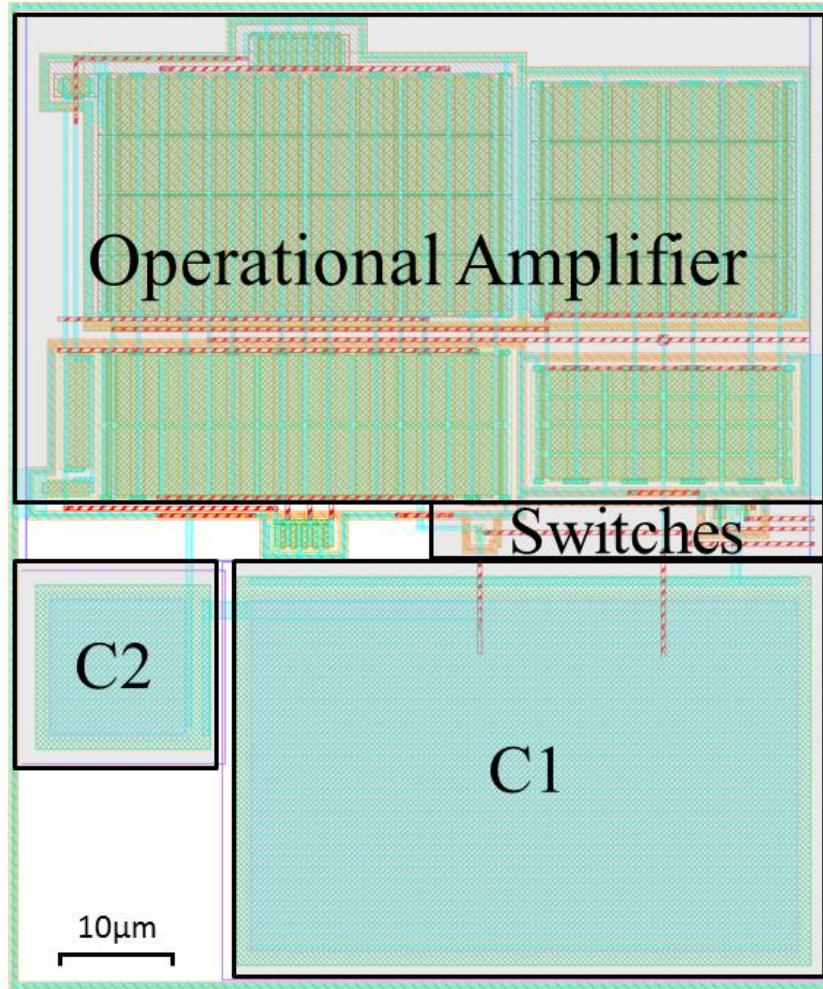 Operational Amplifier
Switches
C2
C1
10μm